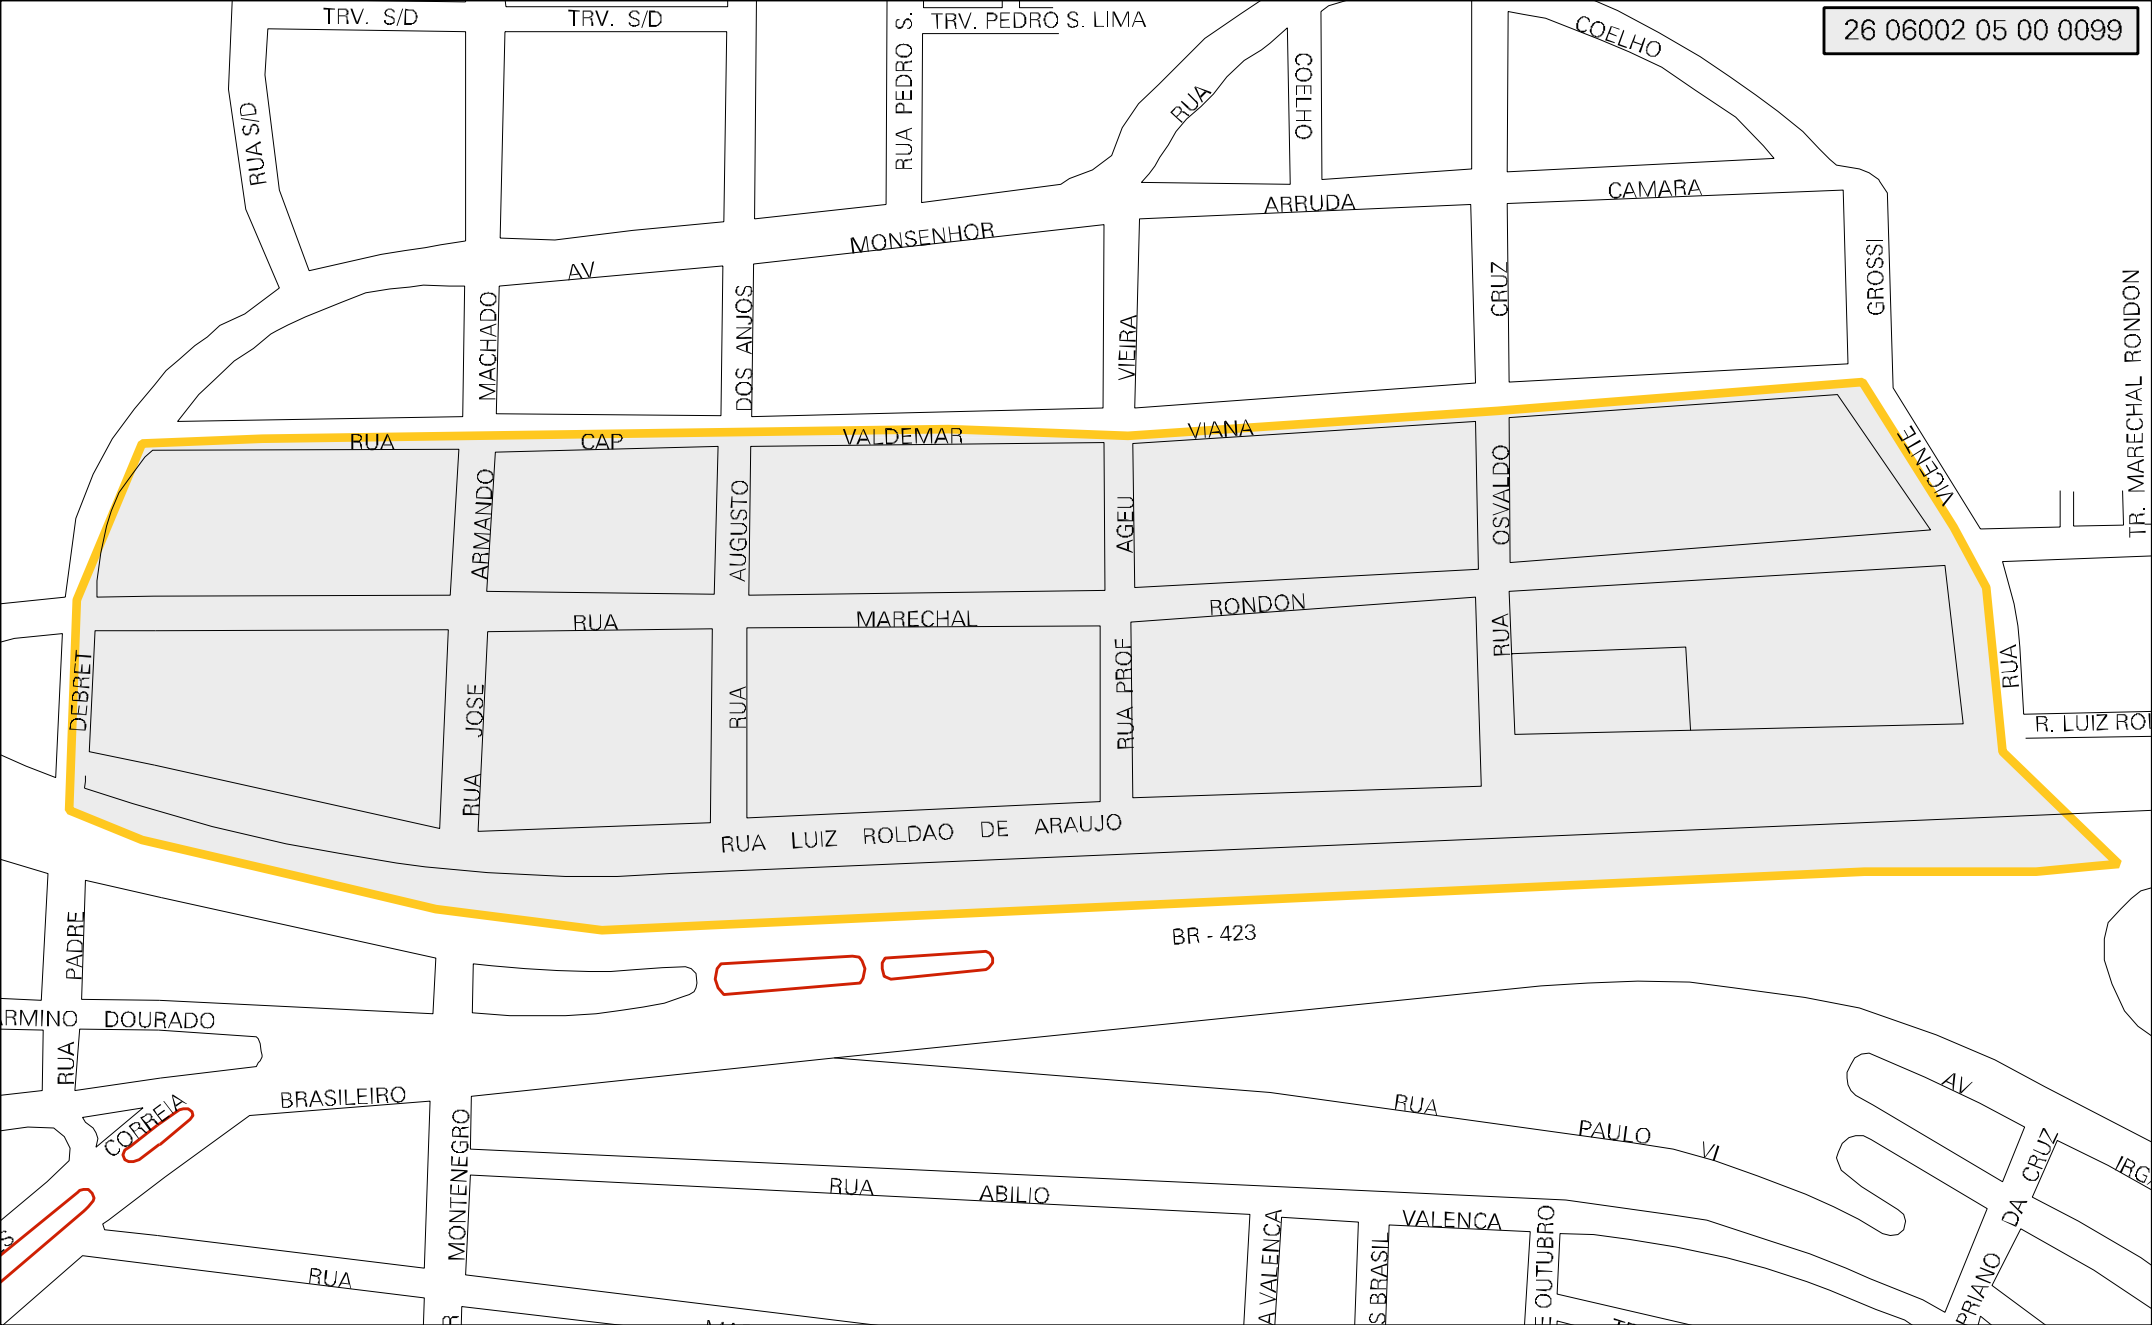 TRV. S/D
TRV. S/D
RUA PEDRO S.
TRV. PEDRO S. LIMA
COELHO
26 06002 05 00 0099
RUA S/D
RUA
COELHO
AV
MONSENHOR
ARRUDA
CAMARA
MACHADO
DOS ANJOS
VIEIRA
CRUZ
GROSSI
TR. MARECHAL RONDON
RUA
CAP
VALDEMAR
VIANA
VICENTE
ARMANDO
AUGUSTO
AGEU
OSVALDO
RUA
MARECHAL
RONDON
RUA
RUA
DEBRET
RUA JOSE
RUA
RUA PROF
R. LUIZ ROL
RUA LUIZ ROLDAO DE ARAUJO
BR - 423
PADRE
RMINO DOURADO
RUA
CORREIA
BRASILEIRO
MONTENEGRO
RUA
PAULO
VI
AV
CRUZ
DA
PRIANO
IRG
RUA
ABILIO
VALENCA
A VALENCA
S BRASIL
E OUTUBRO
S
RUA
R